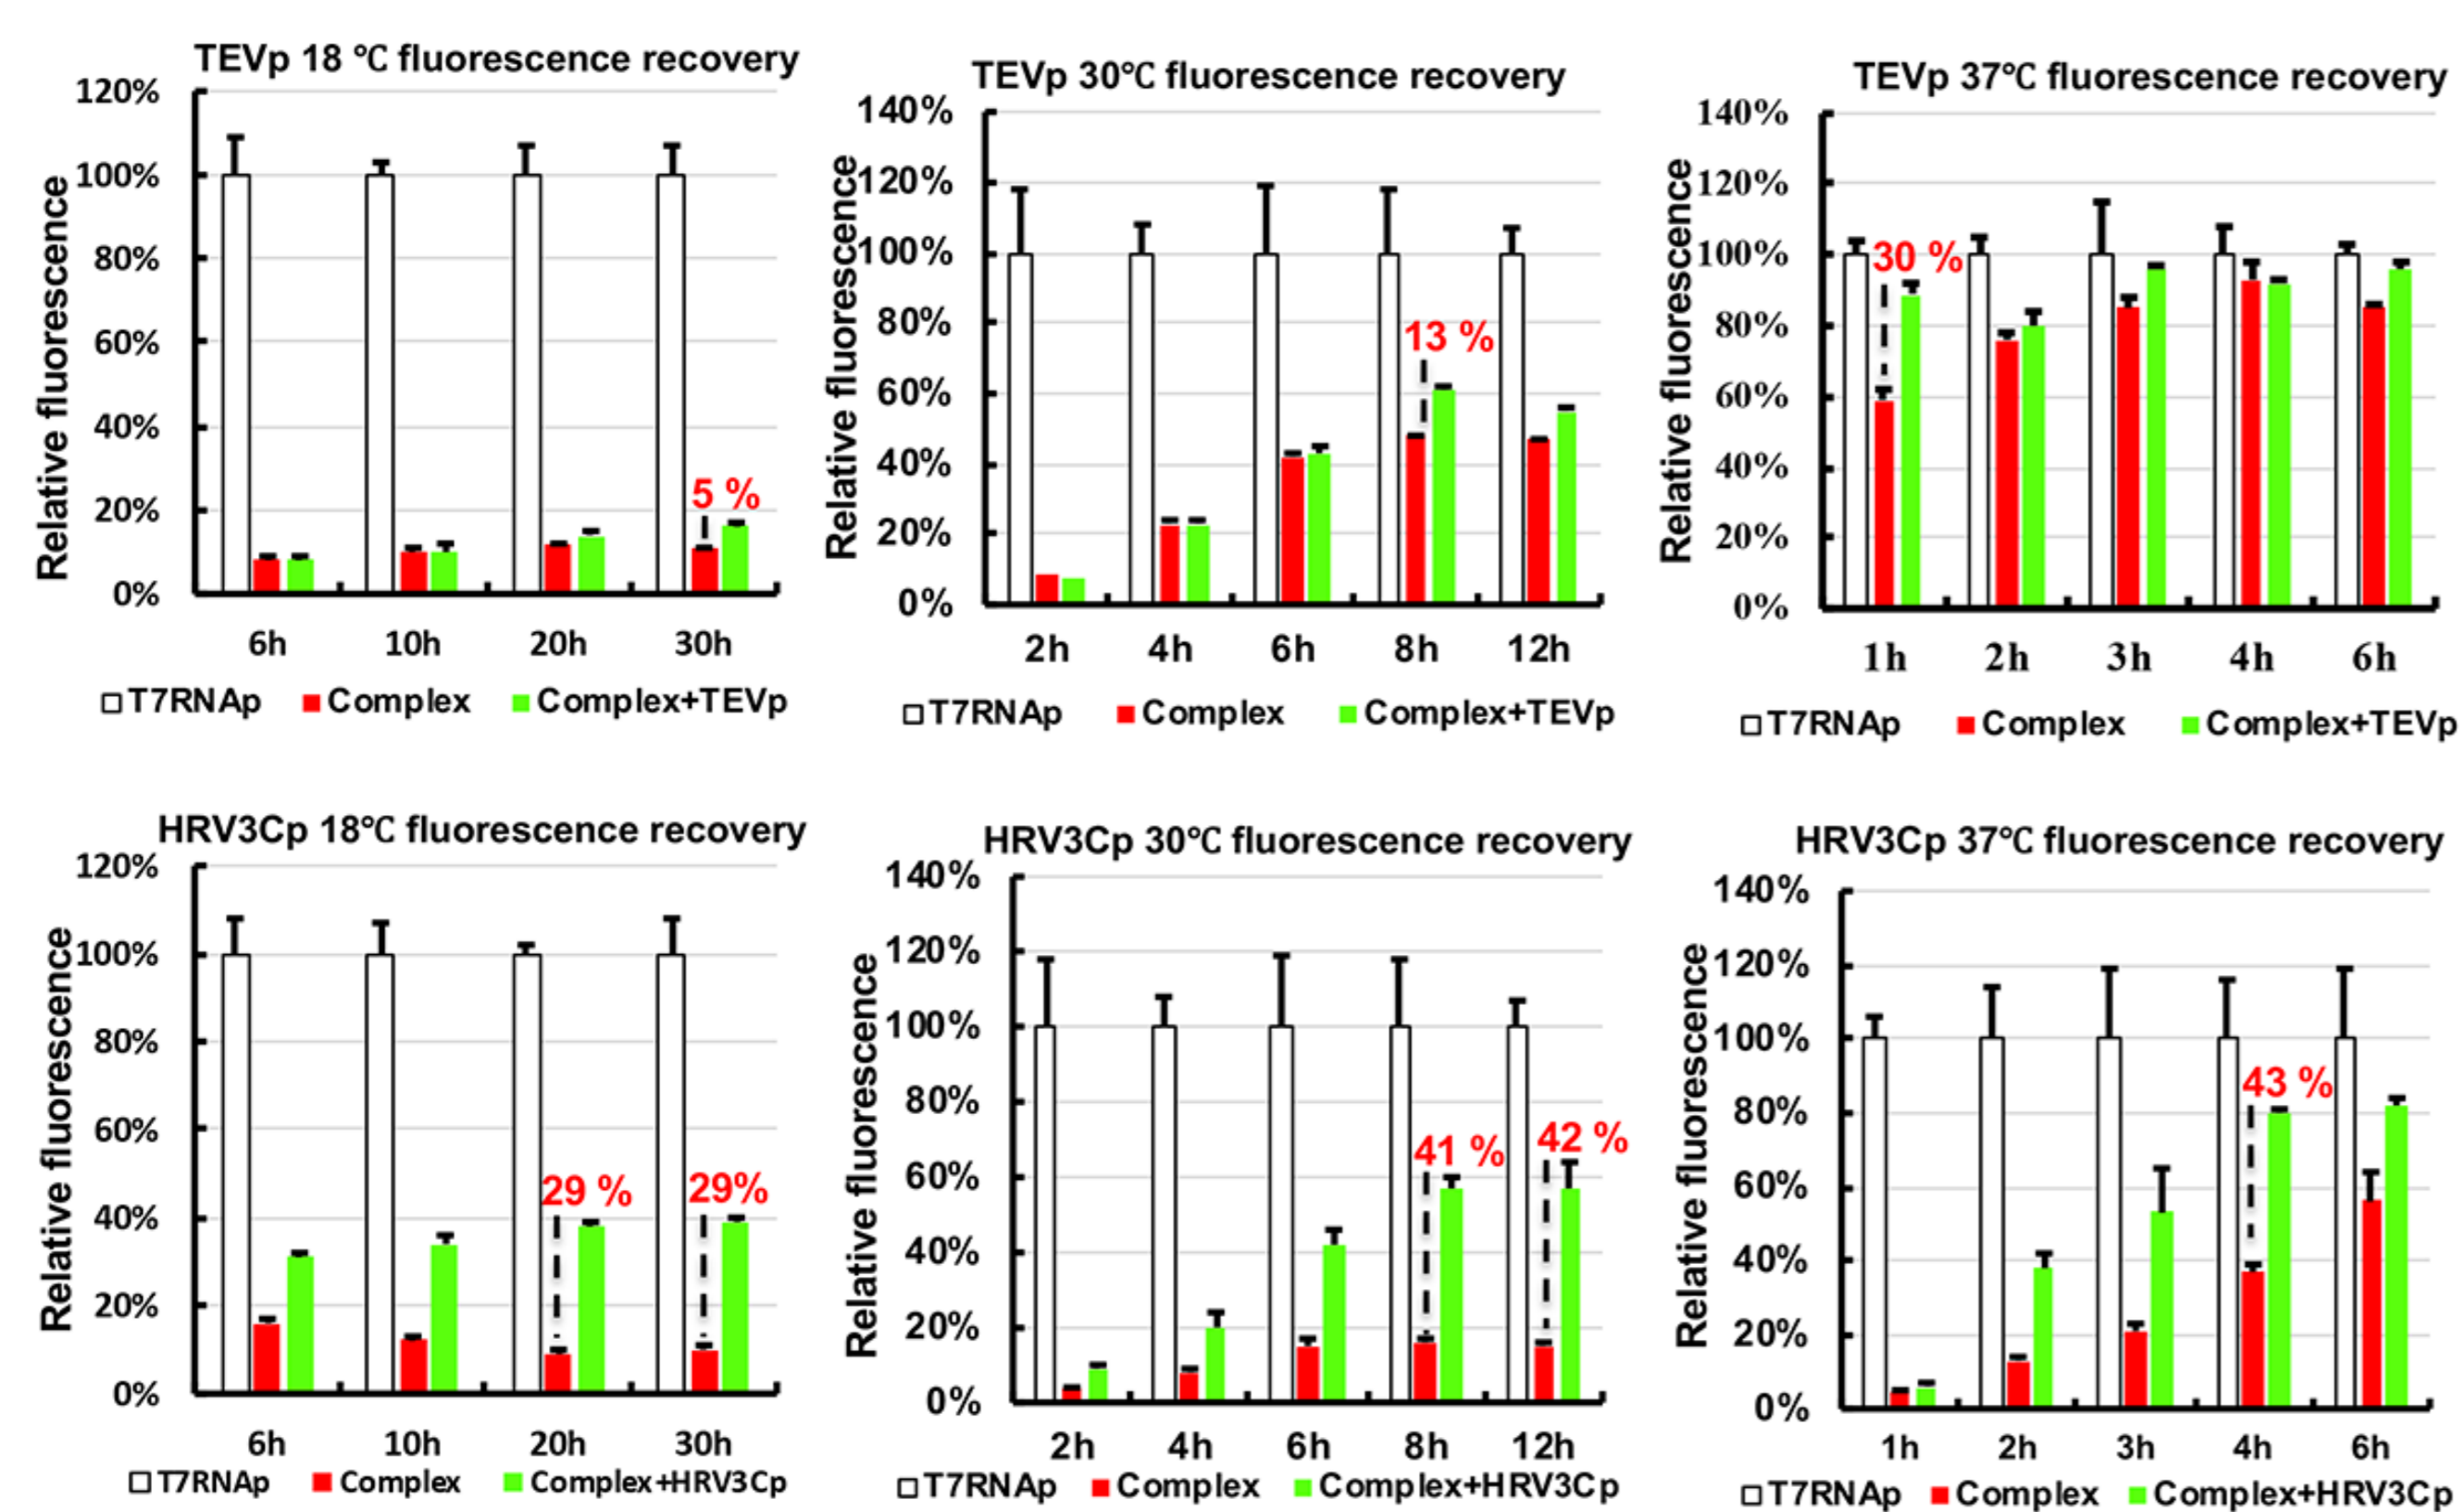 TEVp 18 ℃ fluorescence recovery
Relative fluorescence
120%
100%
80%
60%
40%
20%
0%
5 %
6h 10h 20h 30h
T7RNAp Complex Complex+TEVp
TEVp 30℃ fluorescence recovery
Relative fluorescence
140%
120%
100%
80%
60%
40%
20%
0%
13 %
2h 4h 6h 8h 12h
T7RNAp Complex Complex+TEVp
TEVp 37℃ fluorescence recovery
Relative fluorescence
140%
120%
100%
80%
60%
40%
20%
0%
30 %
1h 2h 3h 4h 6h
T7RNAp Complex Complex+TEVp
HRV3Cp 18℃ fluorescence recovery
Relative fluorescence
120%
100%
80%
60%
40%
20%
0%
29 % 29%
6h 10h 20h 30h
T7RNAp Complex Complex+HRV3Cp
HRV3Cp 30℃ fluorescence recovery
Relative fluorescence
140%
120%
100%
80%
60%
40%
20%
0%
41 % 42 %
2h 4h 6h 8h 12h
T7RNAp Complex Complex+HRV3Cp
HRV3Cp 37℃ fluorescence recovery
Relative fluorescence
140%
120%
100%
80%
60%
40%
20%
0%
43 %
1h 2h 3h 4h 6h
T7RNAp Complex Complex+HRV3Cp